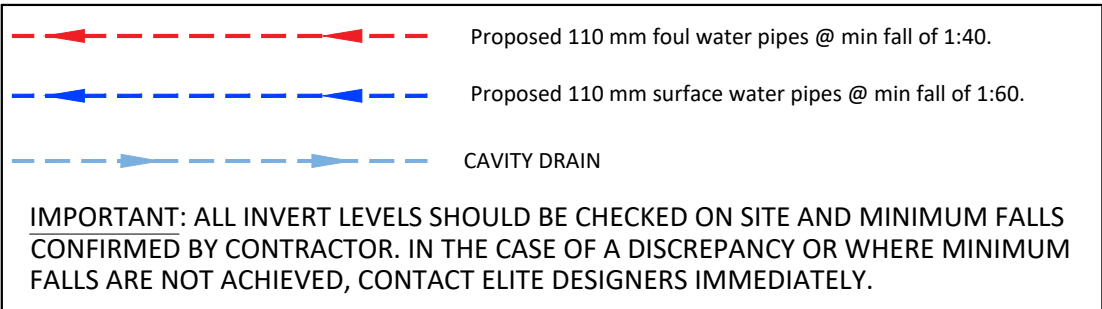 Proposed 110 mm foul water pipes @ min fall of 1:40.
Proposed 110 mm surface water pipes @ min fall of 1:60.
CAVITY DRAIN
IMPORTANT: ALL INVERT LEVELS SHOULD BE CHECKED ON SITE AND MINIMUM FALLS
CONFIRMED BY CONTRACTOR. IN THE CASE OF A DISCREPANCY OR WHERE MINIMUM
FALLS ARE NOT ACHIEVED, CONTACT ELITE DESIGNERS IMMEDIATELY.